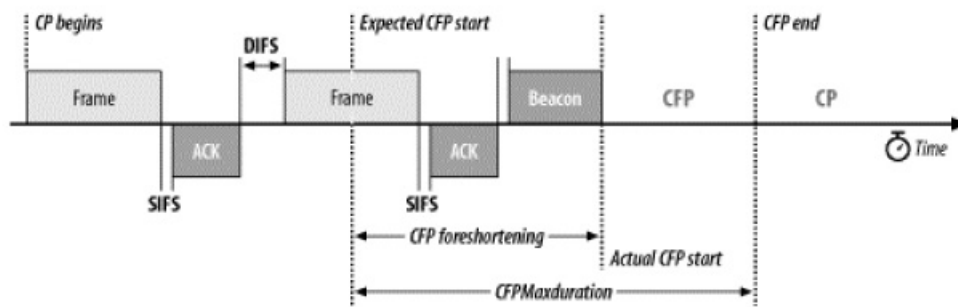 CP begins
Expected CFP start
CFP end
DIFS
Frame
Frame
Beacon
CFP
CP
ACK
ACK
Time
SIFS
SIFS
CFP foreshortening
Actual CFP start
CFPMaxduration